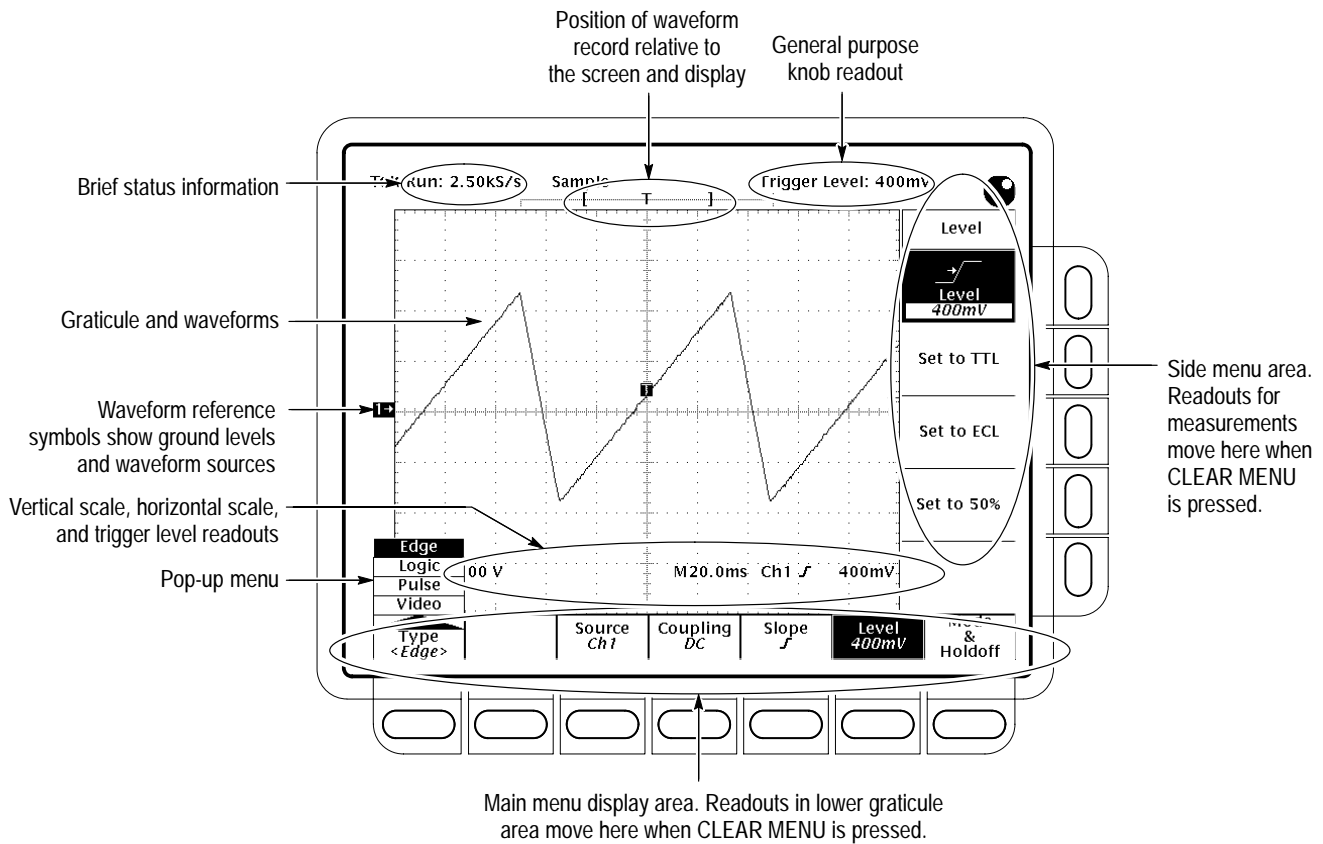 Position of waveform
record relative to
the screen and display
General purpose
knob readout
Brief status information
Run: 2.50kS/s
Sample
Trigger Level: 400mV
[ T ]
Graticule and waveforms
Waveform reference
symbols show ground levels
and waveform sources
1→
T
Vertical scale, horizontal scale,
and trigger level readouts
Pop-up menu
Level
Level
400mV
Set to TTL
Set to ECL
Set to 50%
Side menu area.
Readouts for
measurements
move here when
CLEAR MENU
is pressed.
Edge
Logic
Pulse
Video
00 V M20.0ms Ch1 400mV
Type
<Edge>
Source
Ch1
Coupling
DC
Slope
Level
400mV
Mode
&
Holdoff
Main menu display area. Readouts in lower graticule
area move here when CLEAR MENU is pressed.